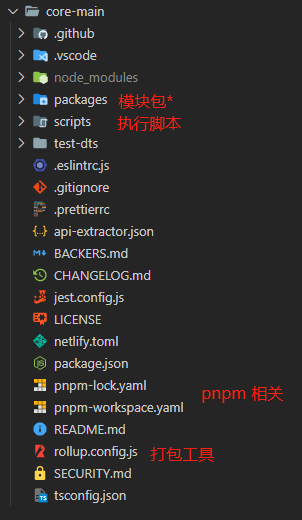 core-main
.github
.vscode
node_modules
packages 模块包*
scripts 执行脚本
test-dts
.eslintrc.js
.gitignore
.prettierrc
api-extractor.json
BACKERS.md
CHANGELOG.md
jest.config.js
LICENSE
netlify.toml
package.json
pnpm-lock.yaml
pnpm 相关
pnpm-workspace.yaml
README.md
rollup.config.js 打包工具
SECURITY.md
tsconfig.json